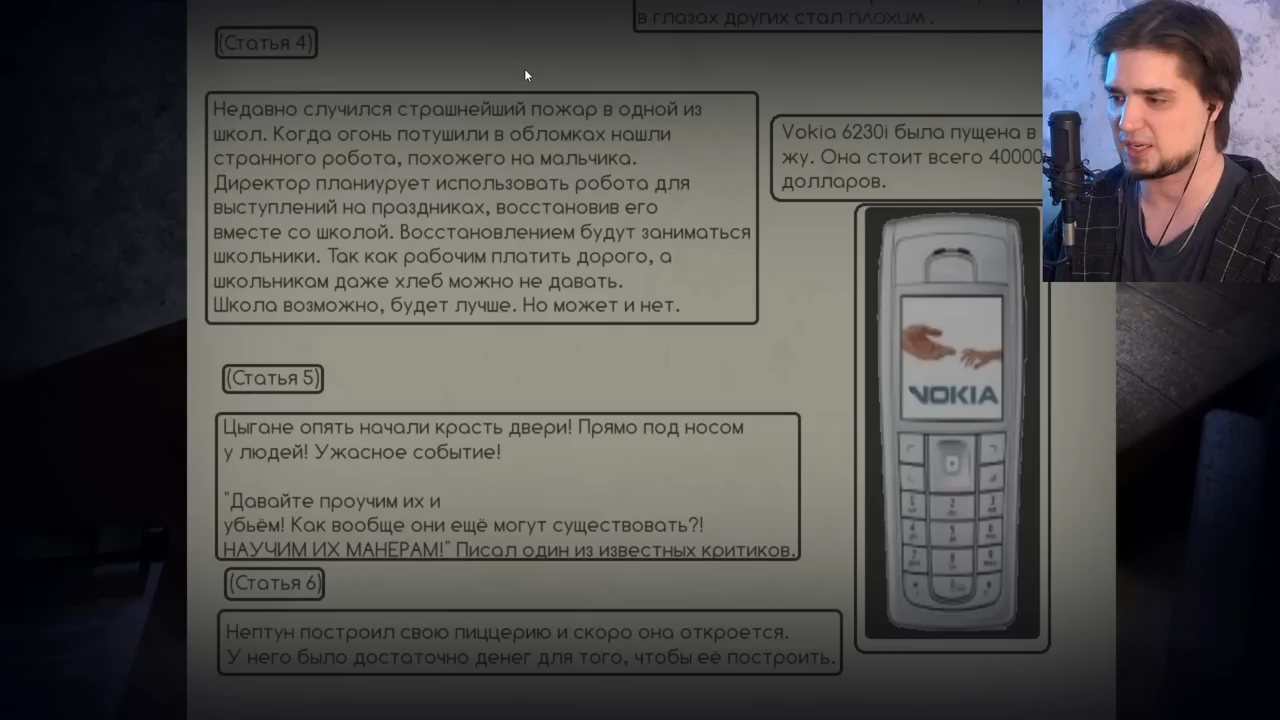 в глазах других стал плохим .
(Статья 4)
Недавно случился страшнейший пожар в одной из
школ. Когда огонь потушили в обломках нашли
странного робота, похожего на мальчика.
Директор планиурует использовать робота для
выступлений на праздниках, восстановив его
вместе со школой. Восстановлением будут заниматься
школьники. Так как рабочим платить дорого, а
школьникам даже хлеб можно не давать.
Школа возможно, будет лучше. Но может и нет.
Vokia 6230i была пущена в
жу. Она стоит всего 40000
долларов.
VOKIA
(Статья 5)
Цыгане опять начали красть двери! Прямо под носом
у людей! Ужасное событие!
"Давайте проучим их и
убьём! Как вообще они ещё могут существовать?!
НАУЧИМ ИХ МАНЕРАМ!" Писал один из известных критиков.
(Статья 6)
Нептун построил свою пиццерию и скоро она откроется.
У него было достаточно денег для того, чтобы её построить.